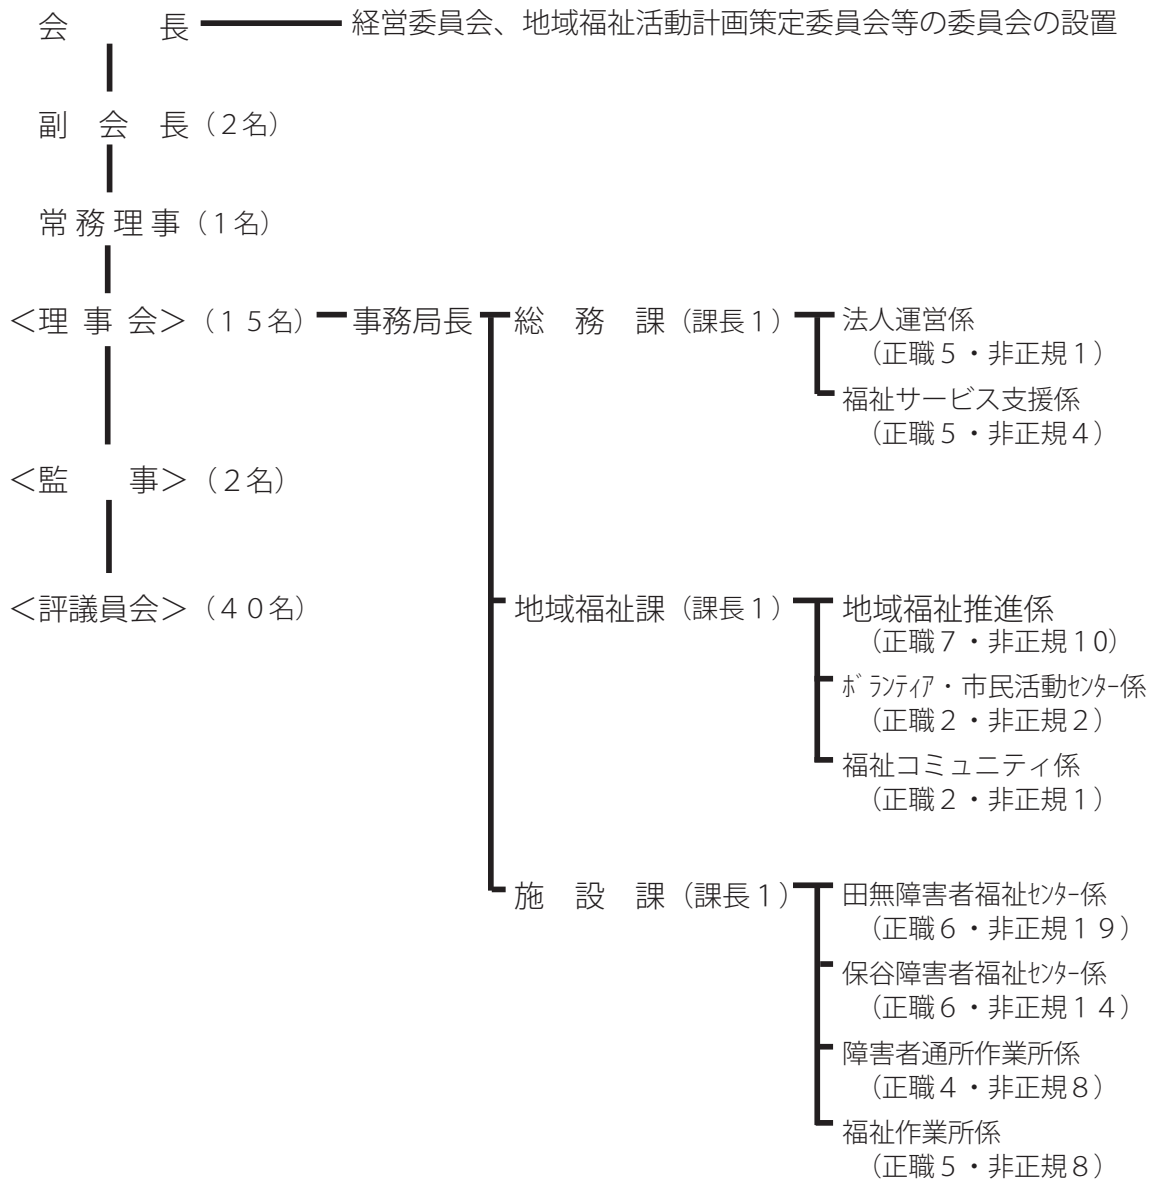 会　　長　経営委員会、地域福祉活動計画策定委員会等の委員会の設置
副　会　長（２名）
常務理事（１名）
＜理　事　会＞（１５名）　事務局長　総　務　課（課長１）　法人運営係
（正職５・非正規１）
福祉サービス支援係
（正職５・非正規４）
＜監　　事＞（２名）
＜評議員会＞（４０名）　地域福祉課（課長１）　地域福祉推進係
（正職７・非正規１０）
ﾎﾞﾗﾝﾃｨｱ・市民活動ｾﾝﾀｰ係
（正職２・非正規２）
福祉コミュニティ係
（正職２・非正規１）
施　設　課（課長１）　田無障害者福祉ｾﾝﾀｰ係
（正職６・非正規１９）
保谷障害者福祉ｾﾝﾀｰ係
（正職６・非正規１４）
障害者通所作業所係
（正職４・非正規８）
福祉作業所係
（正職５・非正規８）